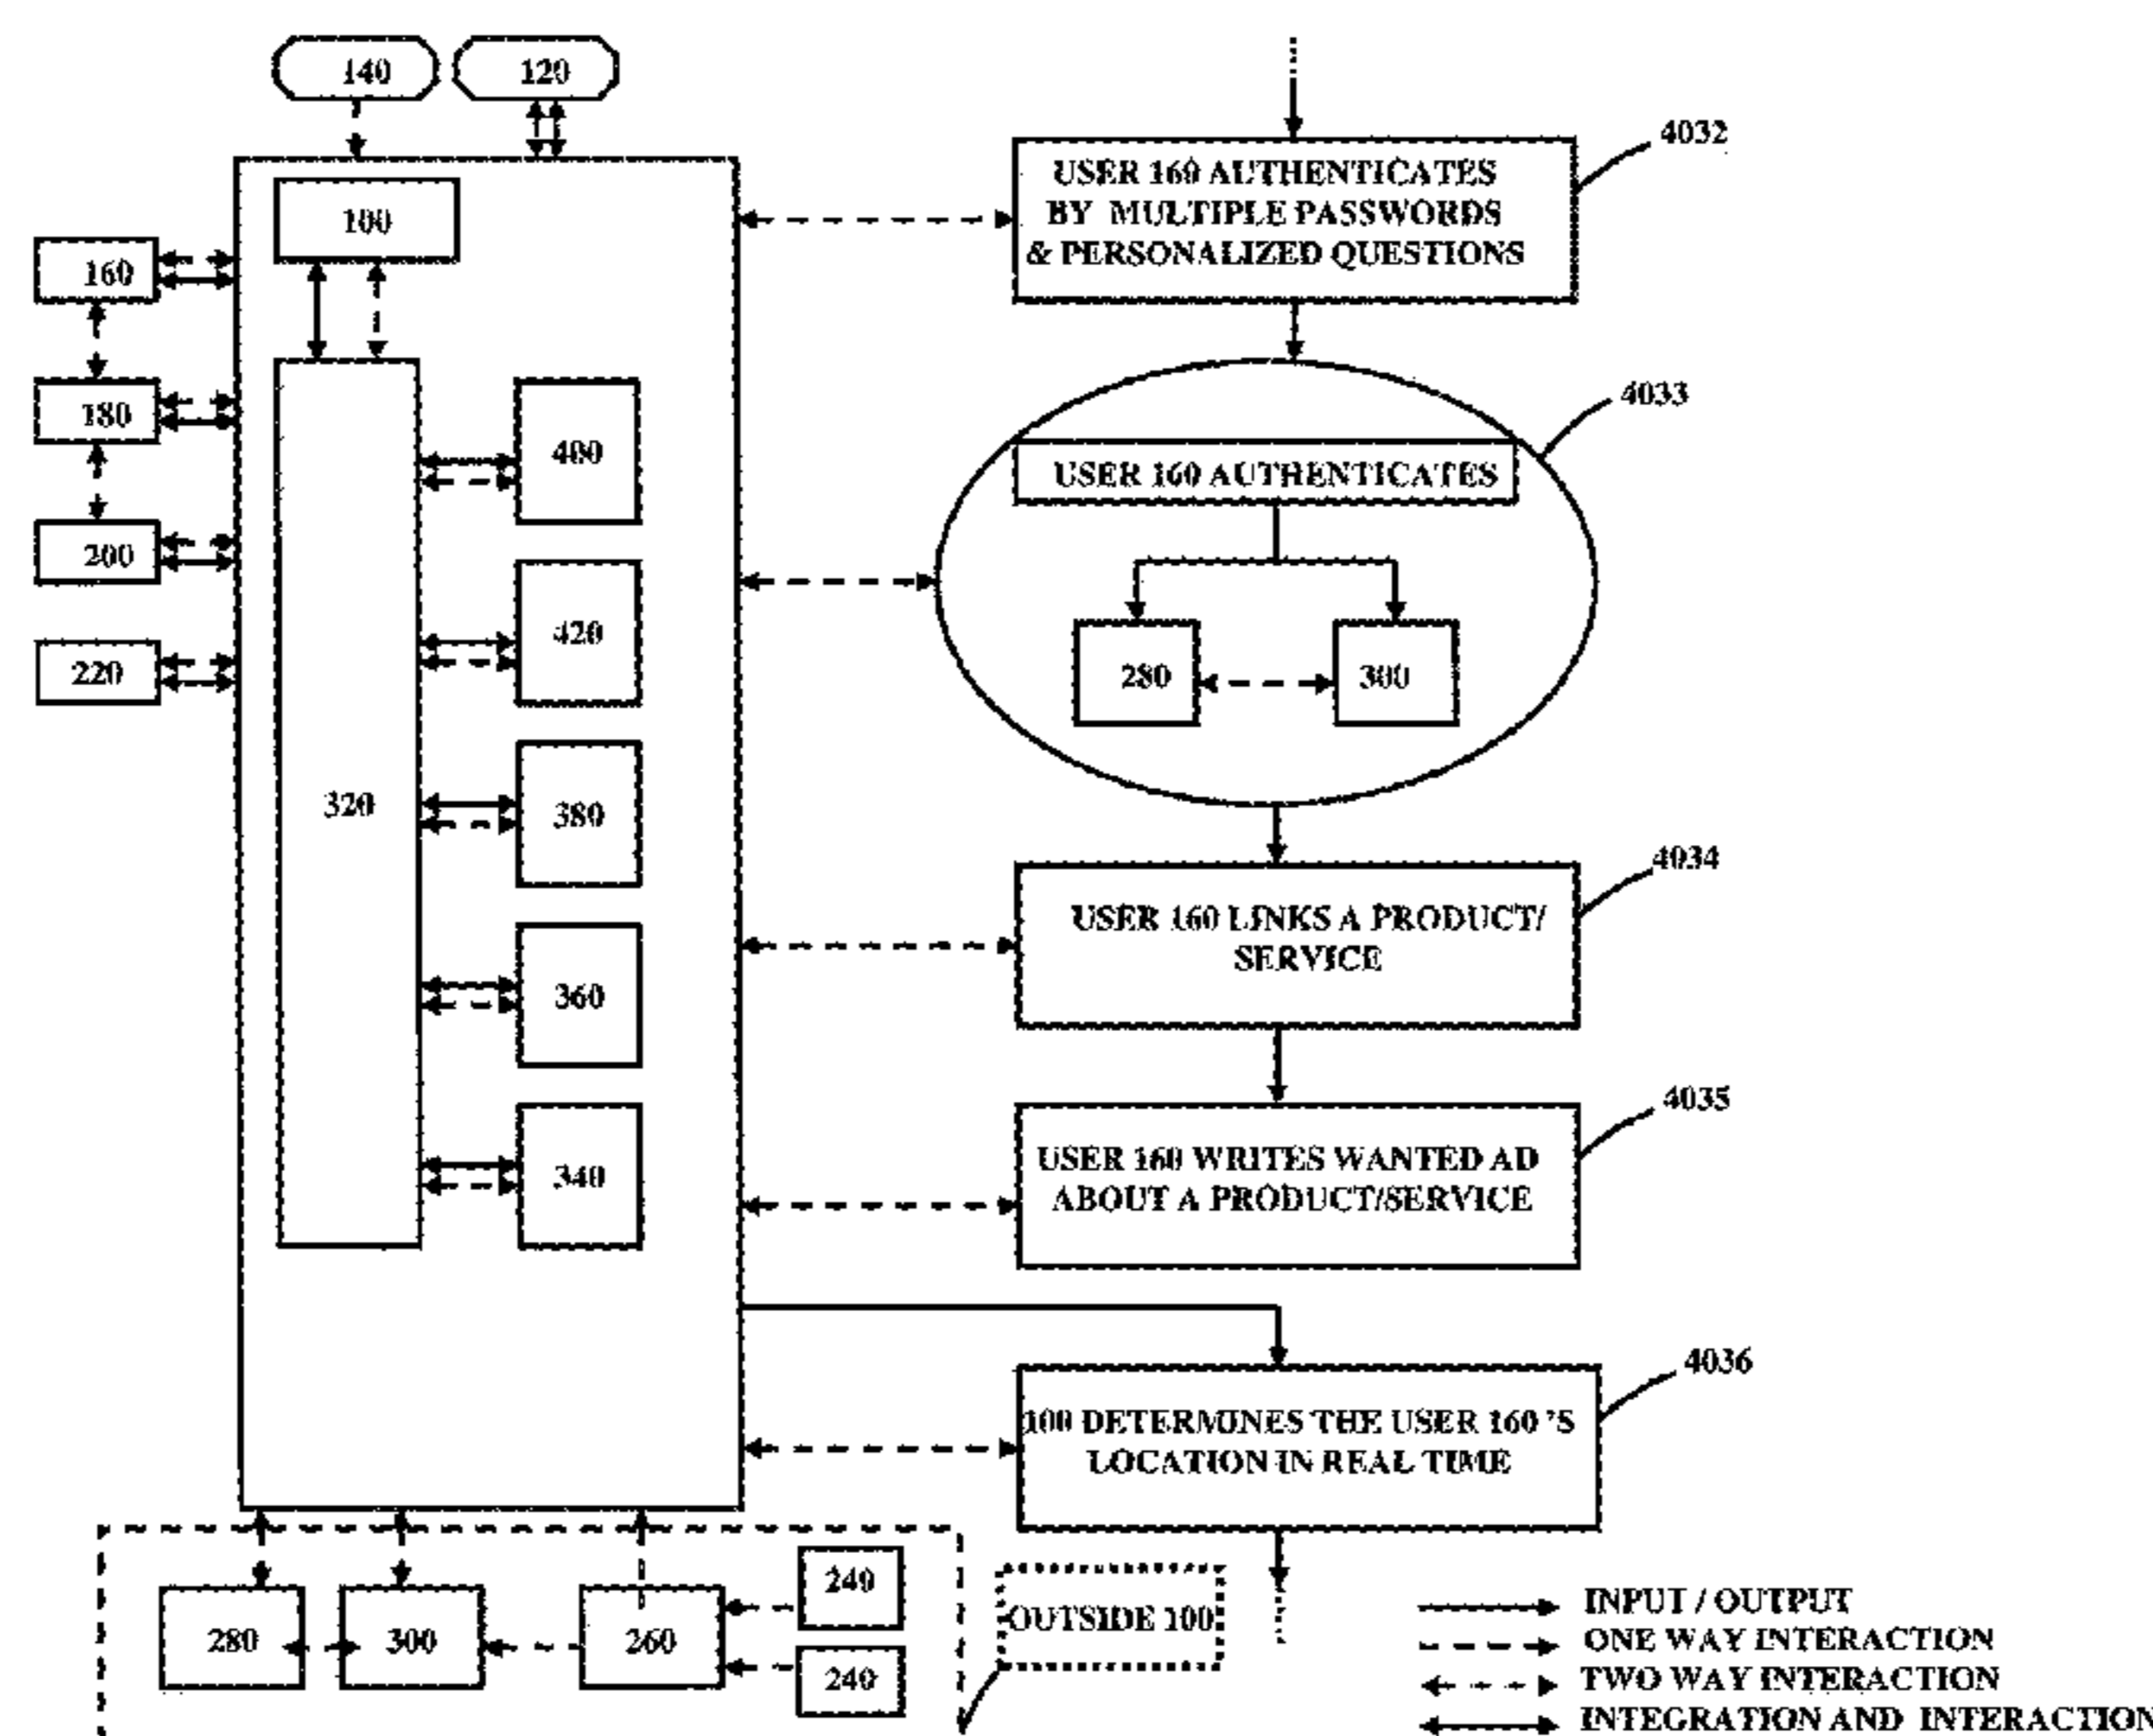 140
120
100
160
180
200
220
320
400
420
380
360
340
4032
USER 160 AUTHENTICATES
BY MULTIPLE PASSWORDS
& PERSONALIZED QUESTIONS
4033
USER 160 AUTHENTICATES
280
300
4034
USER 160 LINKS A PRODUCT/
SERVICE
4035
USER 160 WRITES WANTED AD
ABOUT A PRODUCT/SERVICE
4036
100 DETERMINES THE USER 160 'S
LOCATION IN REAL TIME
280
300
260
240
240
OUTSIDE 100
INPUT / OUTPUT
ONE WAY INTERACTION
TWO WAY INTERACTION
INTEGRATION AND INTERACTION